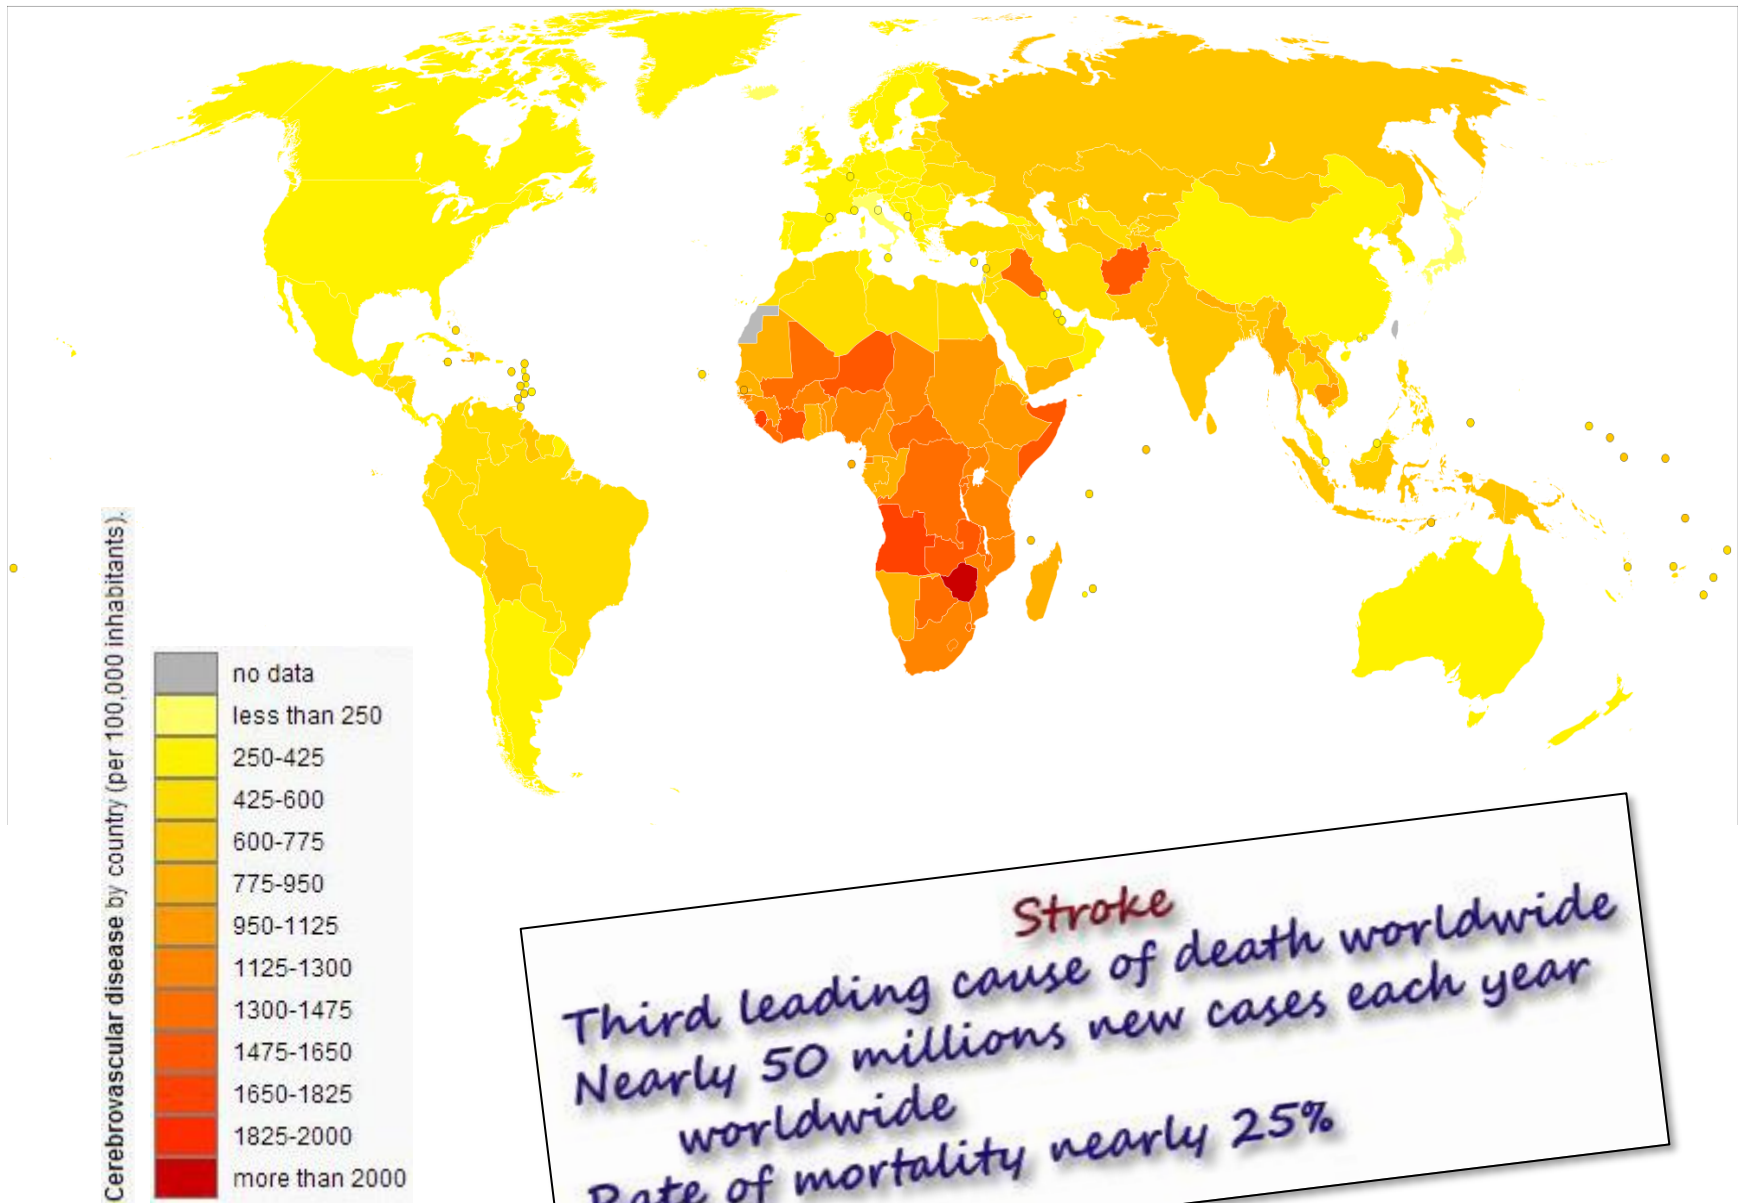 Cerebrovascular disease by country (per 100,000 inhabitants).
no data
less than 250
250-425
425-600
600-775
775-950
950-1125
1125-1300
1300-1475
1475-1650
1650-1825
1825-2000
more than 2000
Stroke
Third leading cause of death worldwide
Nearly 50 millions new cases each year
worldwide
Rate of mortality nearly 25%